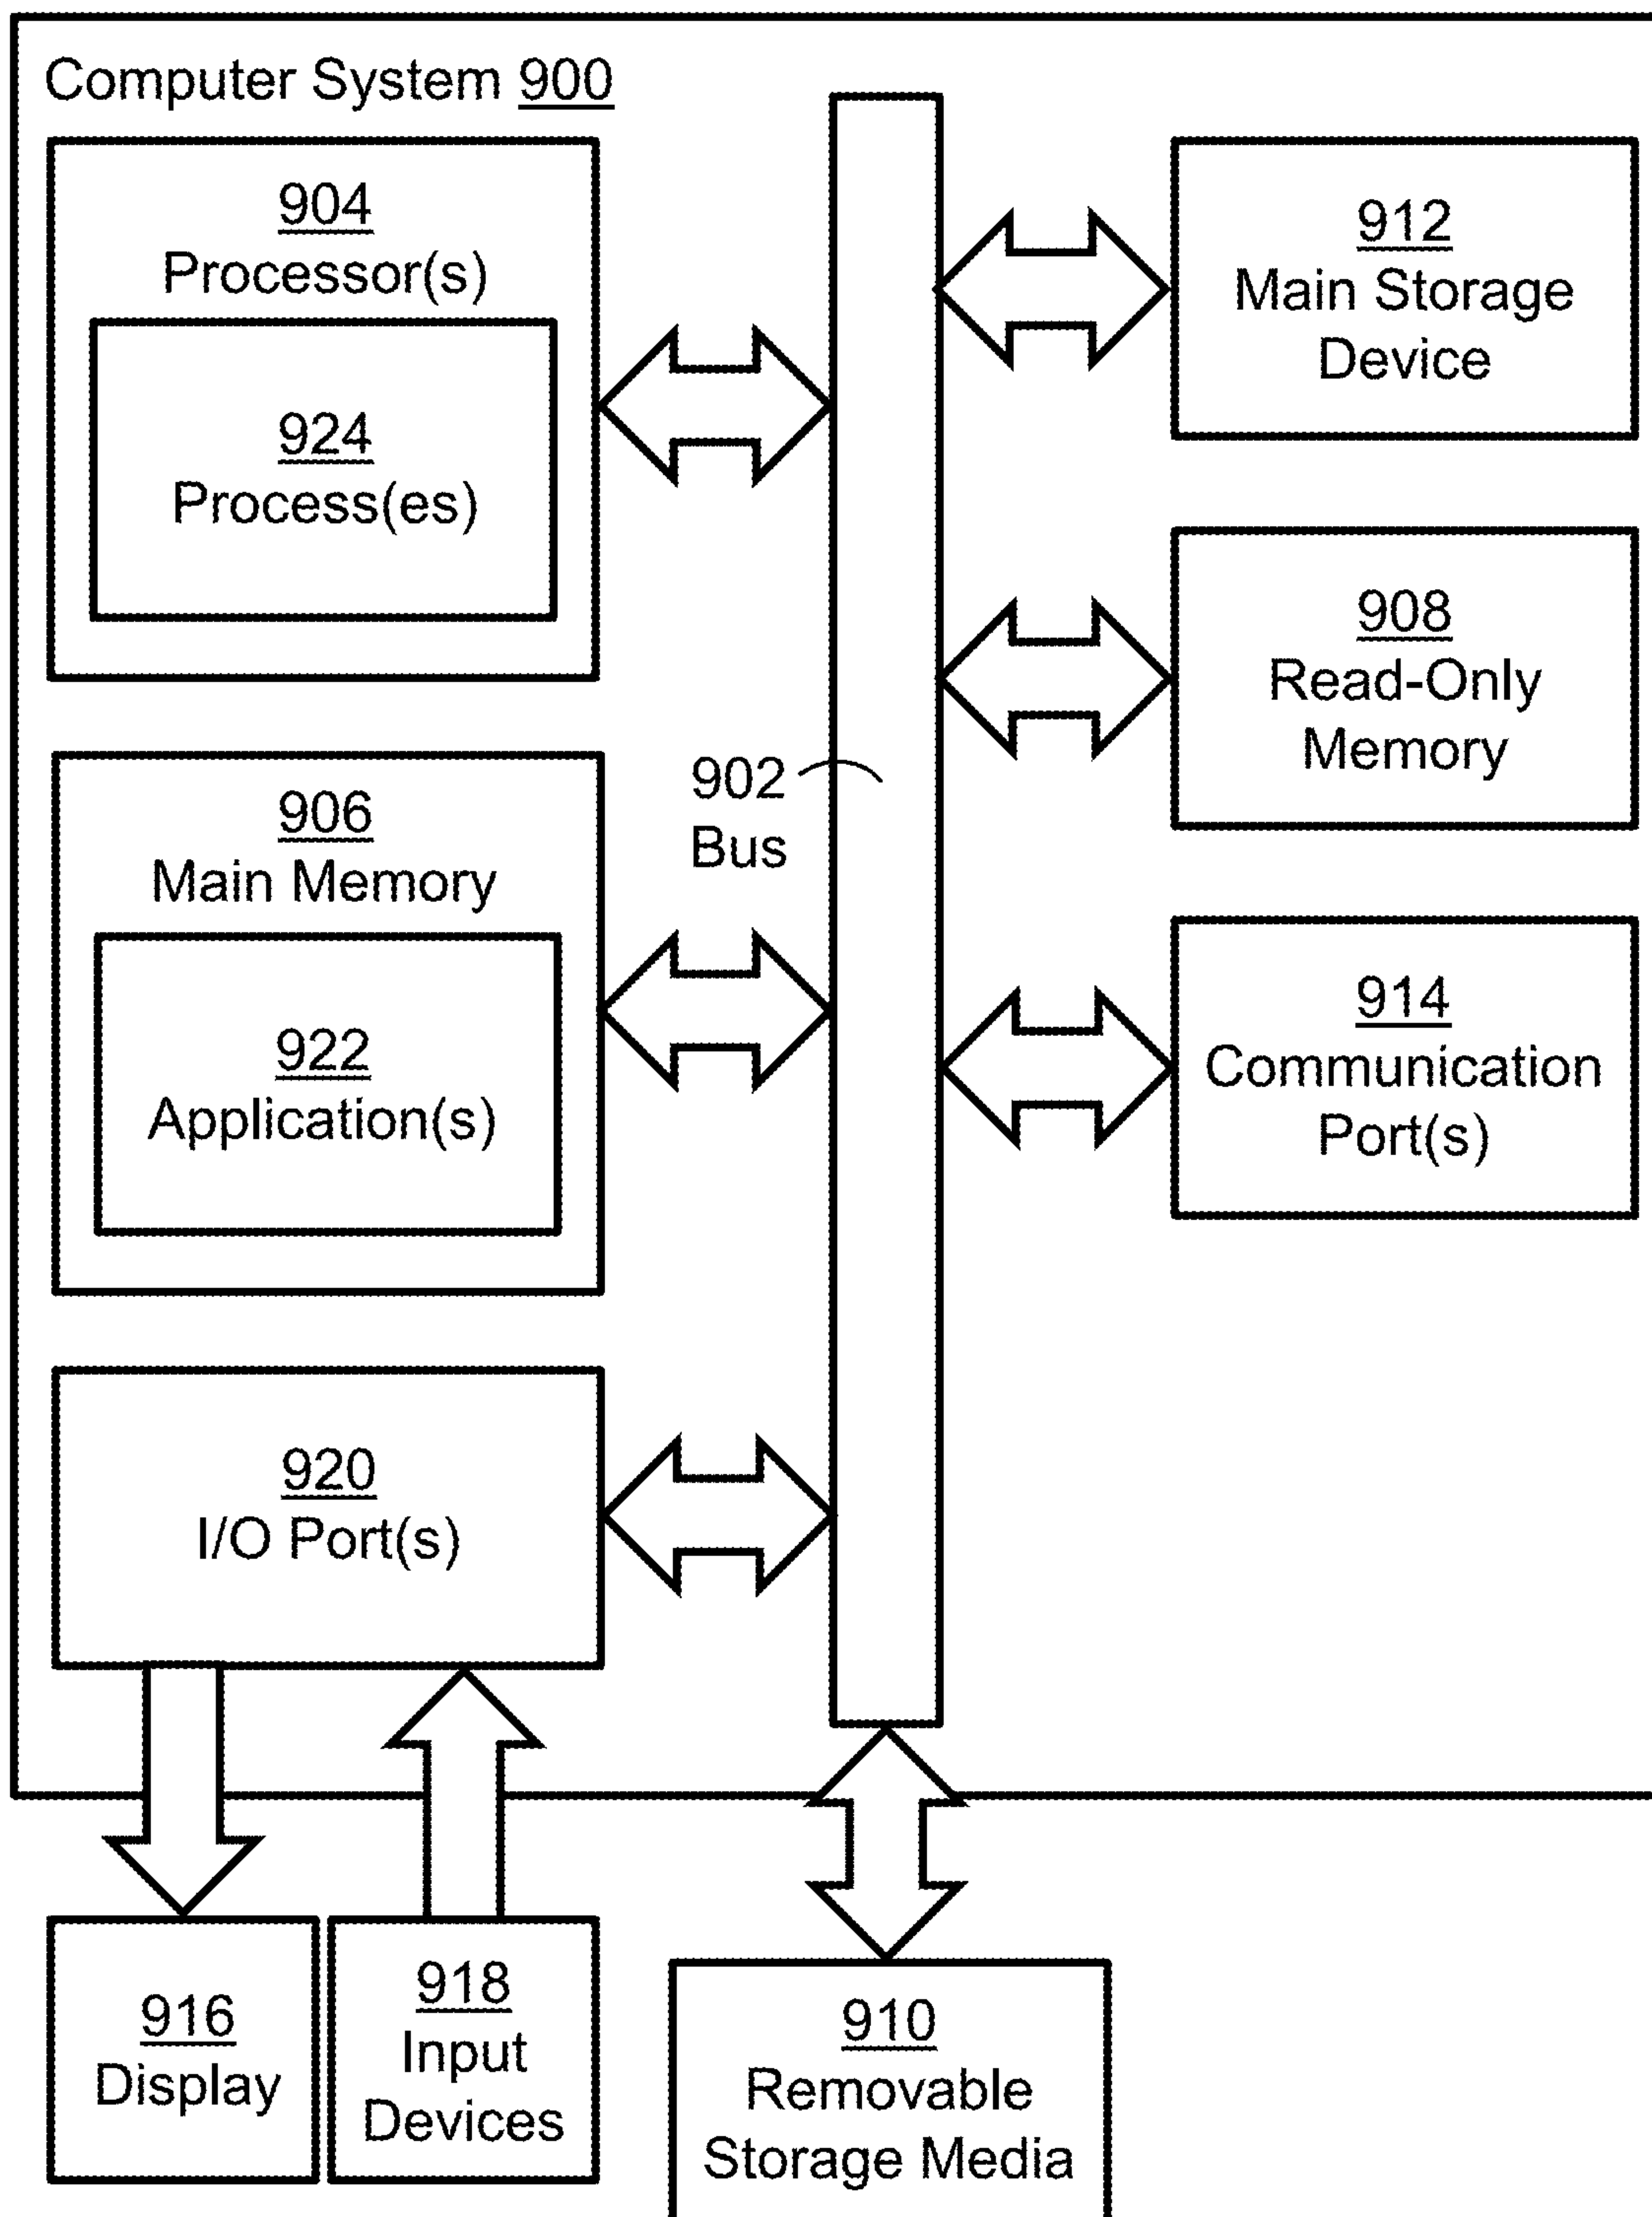 Computer System 900
904
Processor(s)
924
Process(es)
906
Main Memory
922
Application(s)
920
I/O Port(s)
902
Bus
912
Main Storage
Device
908
Read-Only
Memory
914
Communication
Port(s)
916
Display
918
Input
Devices
910
Removable
Storage Media